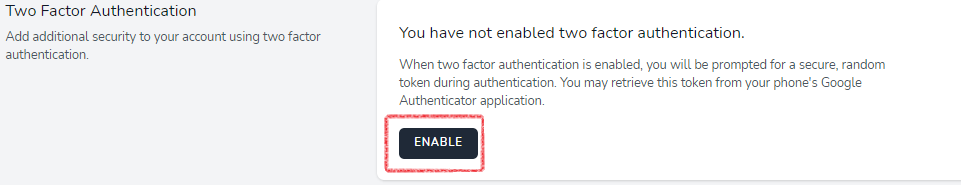 Two Factor Authentication
Add additional security to your account using two factor
authentication.
You have not enabled two factor authentication.
When two factor authentication is enabled, you will be prompted for a secure, random
token during authentication. You may retrieve this token from your phone's Google
Authenticator application.
ENABLE